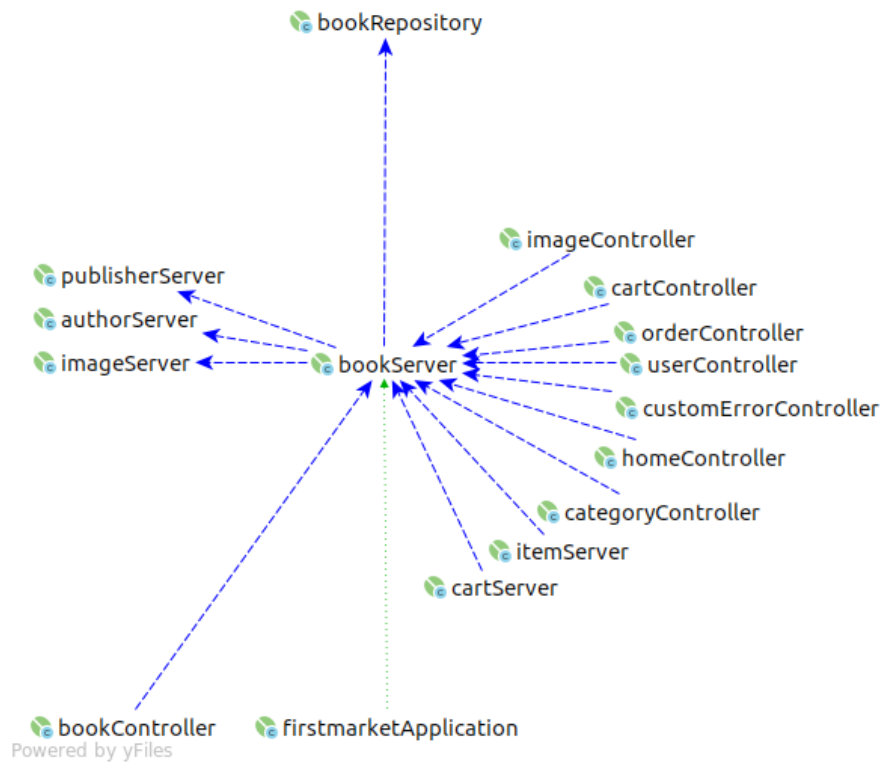 bookRepository
imageController
publisherServer
cartController
authorServer
orderController
imageServer
bookServer
userController
customErrorController
homeController
categoryController
itemServer
cartServer
bookController
firstmarketApplication
Powered by yFiles